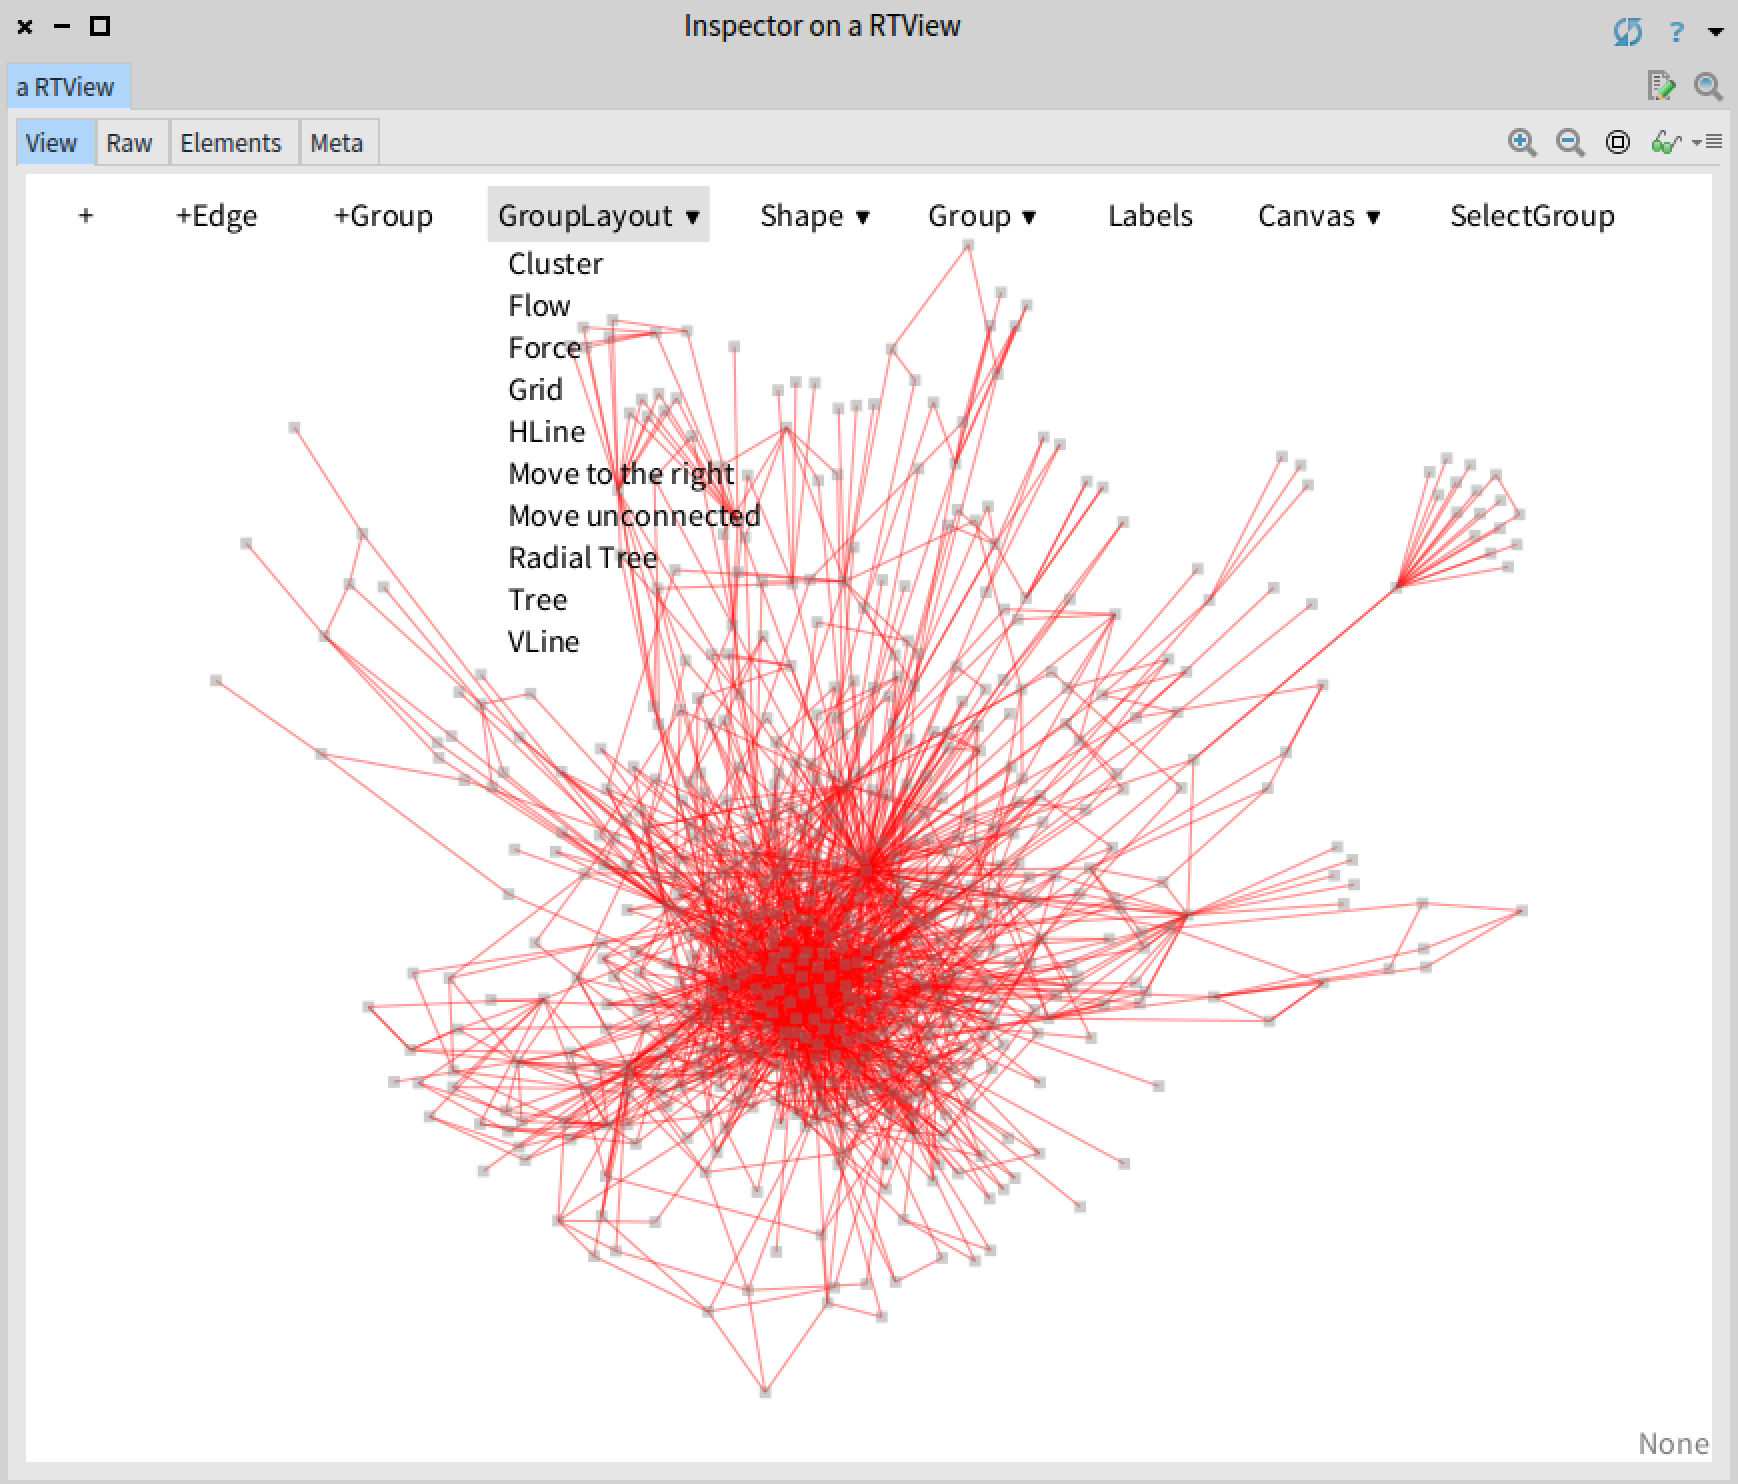 Inspector on a RTView
?
a RTView
View Raw Elements Meta
+ +Edge +Group GroupLayout ▼ Shape ▼ Group ▼ Labels Canvas ▼ SelectGroup
Cluster
Flow
Force
Grid
HLine
Move to the right
Move unconnected
Radial Tree
Tree
VLine
None